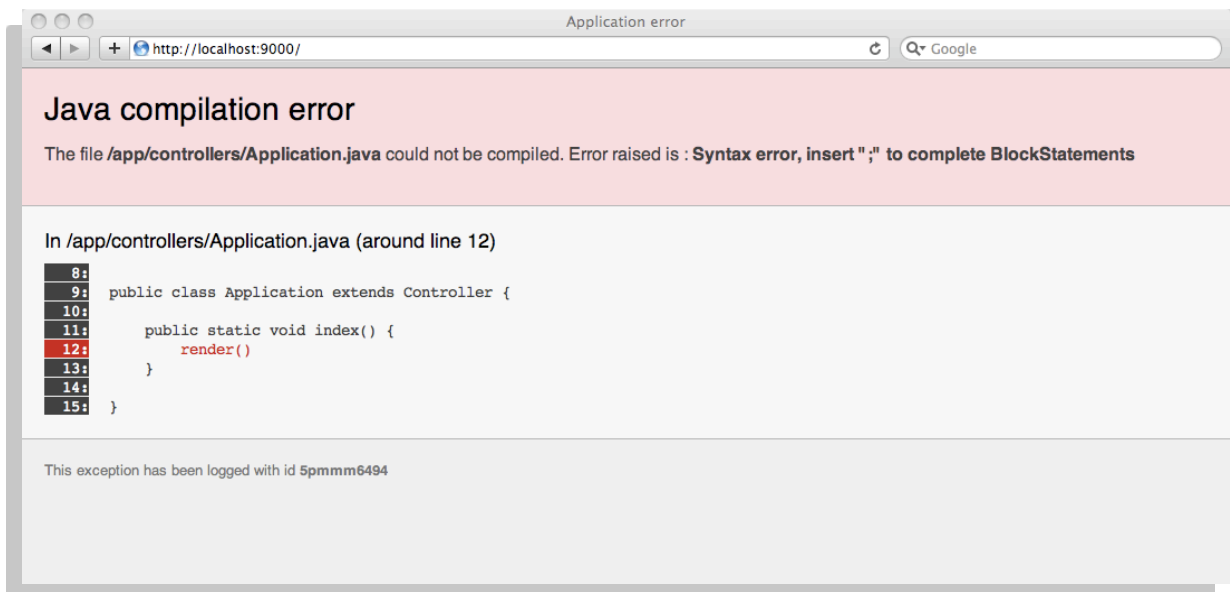 Application error
http://localhost:9000/
Google
Java compilation error
The file /app/controllers/Application.java could not be compiled. Error raised is : Syntax error, insert ";" to complete BlockStatements
In /app/controllers/Application.java (around line 12)
8:
9: public class Application extends Controller {
10:
11:     public static void index() {
12:         render()
13:     }
14:
15: }
This exception has been logged with id 5pmmm6494